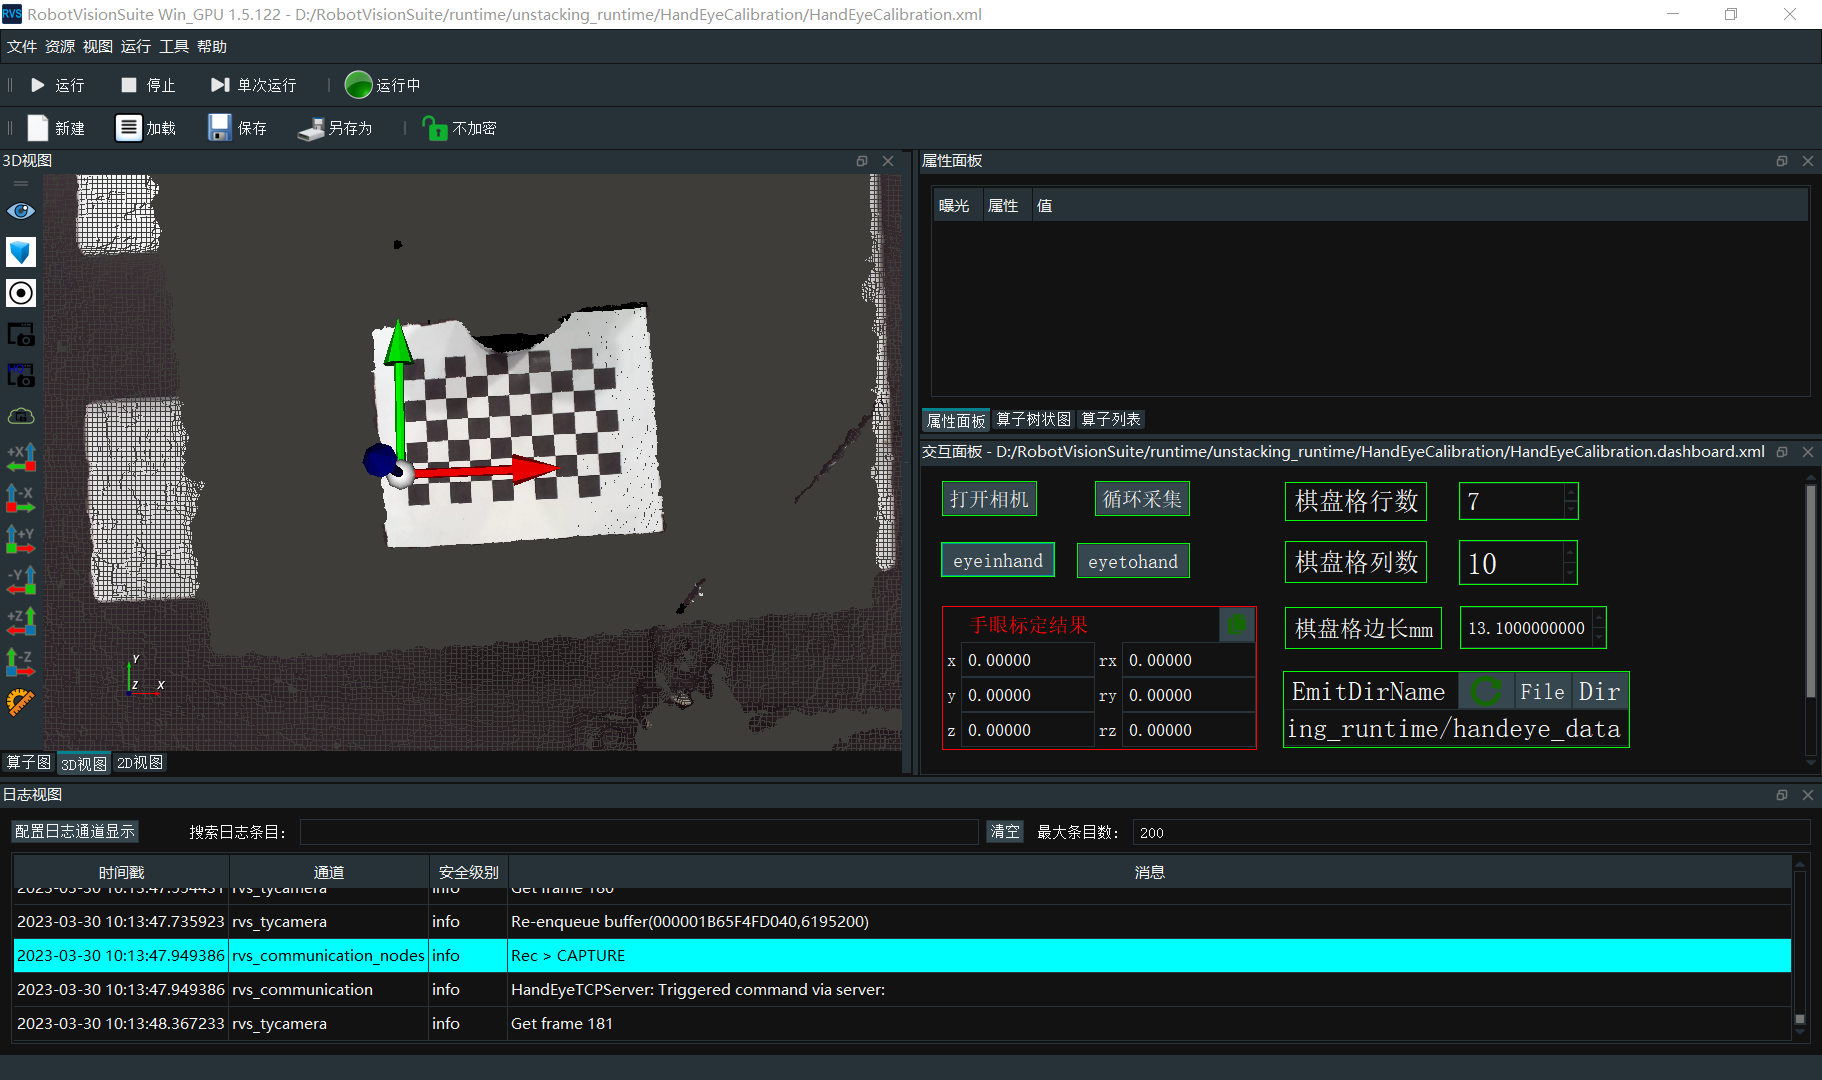 RVS RobotVisionSuite Win_GPU 1.5.122 - D:/RobotVisionSuite/runtime/unstacking_runtime/HandEyeCalibration/HandEyeCalibration.xml
文件 资源 视图 运行 工具 帮助
运行 停止 单次运行 运行中
新建 加载 保存 另存为 不加密
3D视图
+X
-X
+Y
-Y
+Z
-Z
Y
Z X
算子图 3D视图 2D视图
属性面板
曝光 属性 值
属性面板 算子树状图 算子列表
交互面板 - D:/RobotVisionSuite/runtime/unstacking_runtime/HandEyeCalibration/HandEyeCalibration.dashboard.xml
打开相机 循环采集 棋盘格行数 7
eyeinhand eyetohand 棋盘格列数 10
手眼标定结果 棋盘格边长mm 13.1000000000
x 0.00000 rx 0.00000
y 0.00000 ry 0.00000
z 0.00000 rz 0.00000
EmitDirName File Dir
ing_runtime/handeye_data
日志视图
配置日志通道显示 搜索日志条目: 清空 最大条目数: 200
时间戳 通道 安全级别 消息
2023-03-30 10:13:47.554431 rvs_tycamera info Get frame 180
2023-03-30 10:13:47.735923 rvs_tycamera info Re-enqueue buffer(000001B65F4FD040,6195200)
2023-03-30 10:13:47.949386 rvs_communication_nodes info Rec > CAPTURE
2023-03-30 10:13:47.949386 rvs_communication info HandEyeTCPServer: Triggered command via server:
2023-03-30 10:13:48.367233 rvs_tycamera info Get frame 181